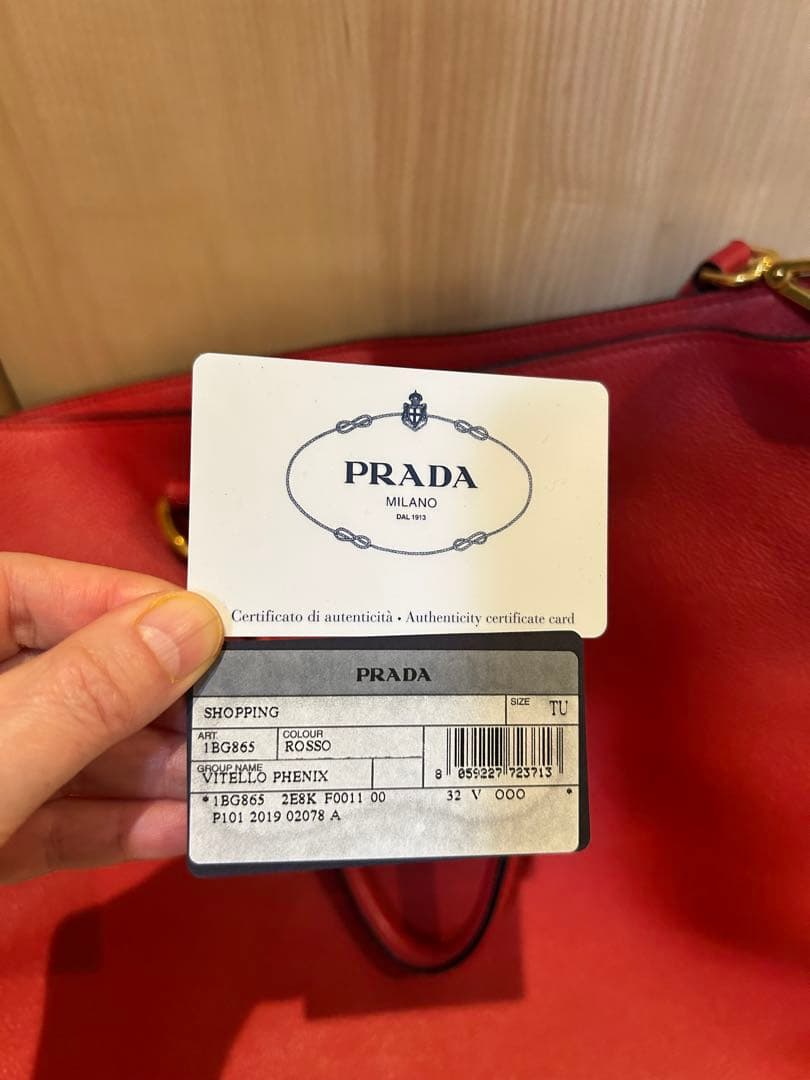 PRADA
MILANO
DAL 1913
Certificato di autenticità • Authenticity certificate card
PRADA
SHOPPING SIZE TU
ART. 1BG865 COLOUR ROSSO
GROUP NAME
VITELLO PHENIX
8 059227 723713
*1BG865 2E8K F0011 00 32 V OOO *
P101 2019 02078 A